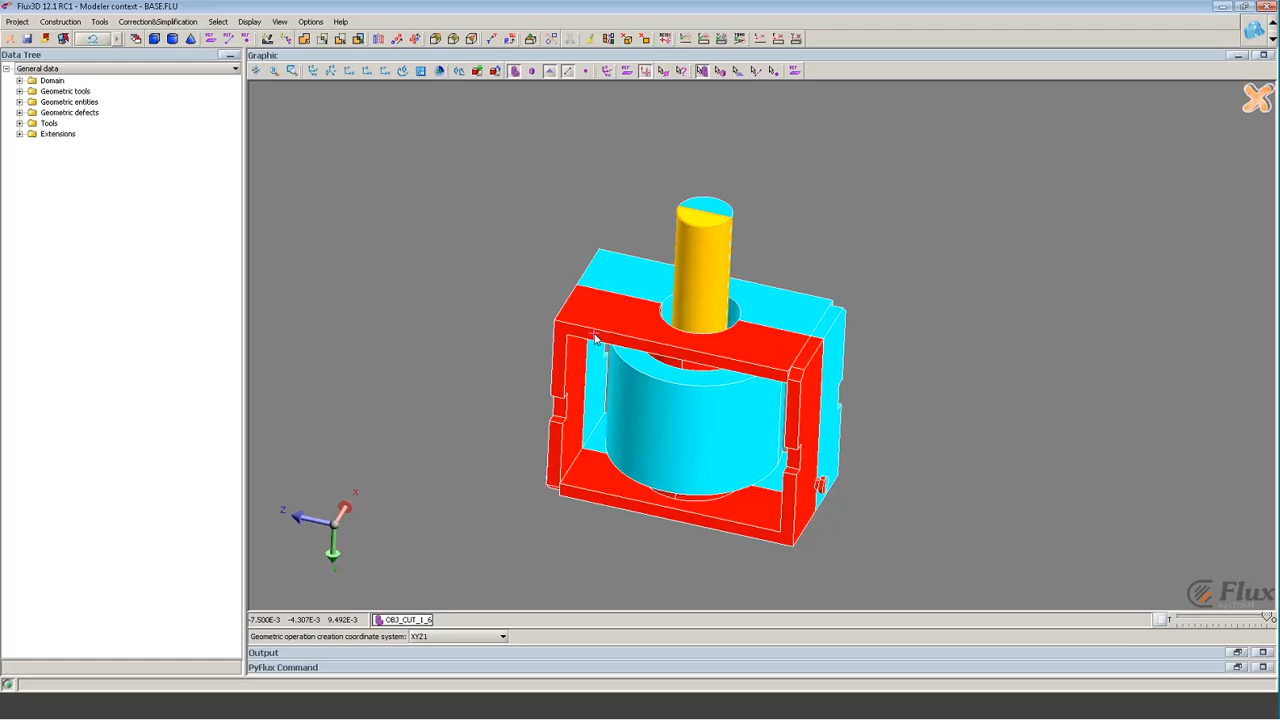 Flux3D 12.1 RC1 - Modeler context - BASE.FLU
Project Construction Tools Correction&Simplification Select Display View Options Help
Data Tree
Graphic
General data
Domain
Geometric tools
Geometric entities
Geometric defects
Tools
Extensions
X
Z
Flux
-7.500E-3 -4.307E-3 9.492E-3 OBJ_CUT_1_6
T
Geometric operation creation coordinate system: XYZ1
Output
PyFlux Command